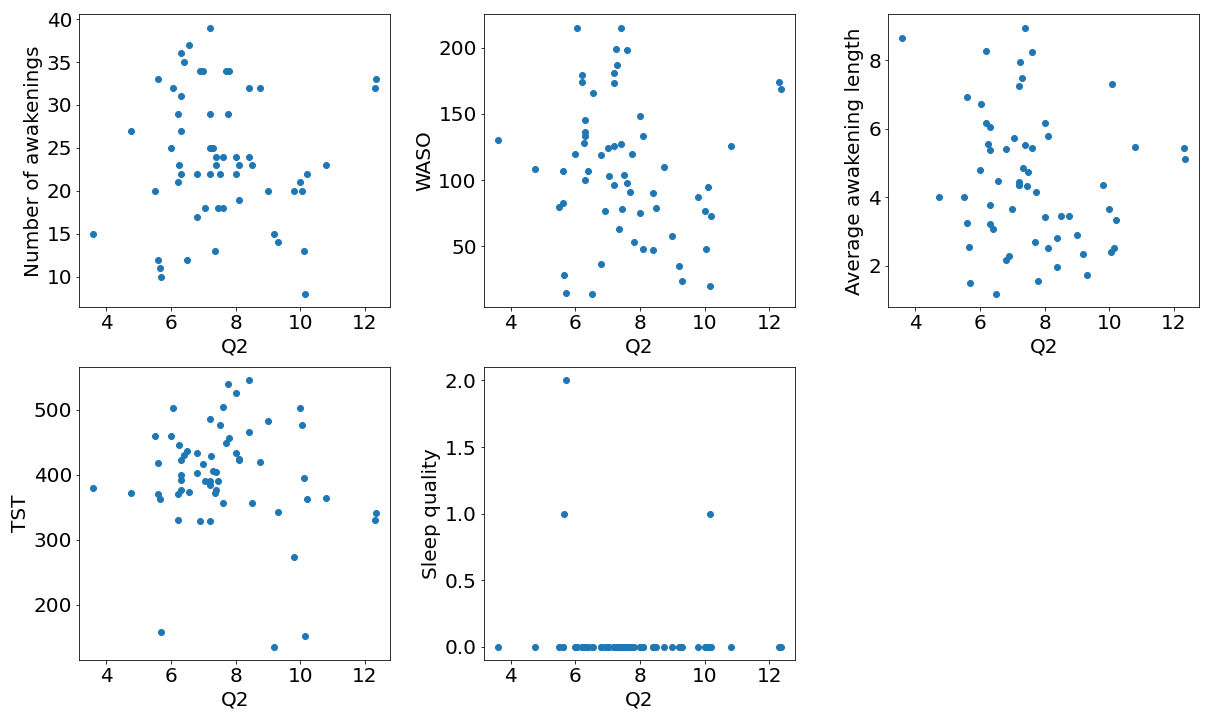 Number of awakenings
40
35
30
25
20
15
10
4 6 8 10 12
Q2
WASO
200
150
100
50
4 6 8 10 12
Q2
Average awakening length
8
6
4
2
4 6 8 10 12
Q2
TST
500
400
300
200
4 6 8 10 12
Q2
Sleep quality
2.0
1.5
1.0
0.5
0.0
4 6 8 10 12
Q2